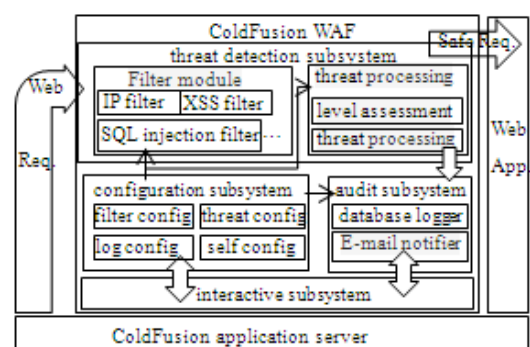 ColdFusion WAF
Safe Req.
threat detection subsystem
Web
Filter module
IP filter
XSS filter
SQL injection filter...
threat processing
level assessment
threat processing
Req.
Web
App.
configuration subsystem
filter config
threat config
log config
self config
audit subsystem
database logger
E-mail notifier
interactive subsystem
ColdFusion application server